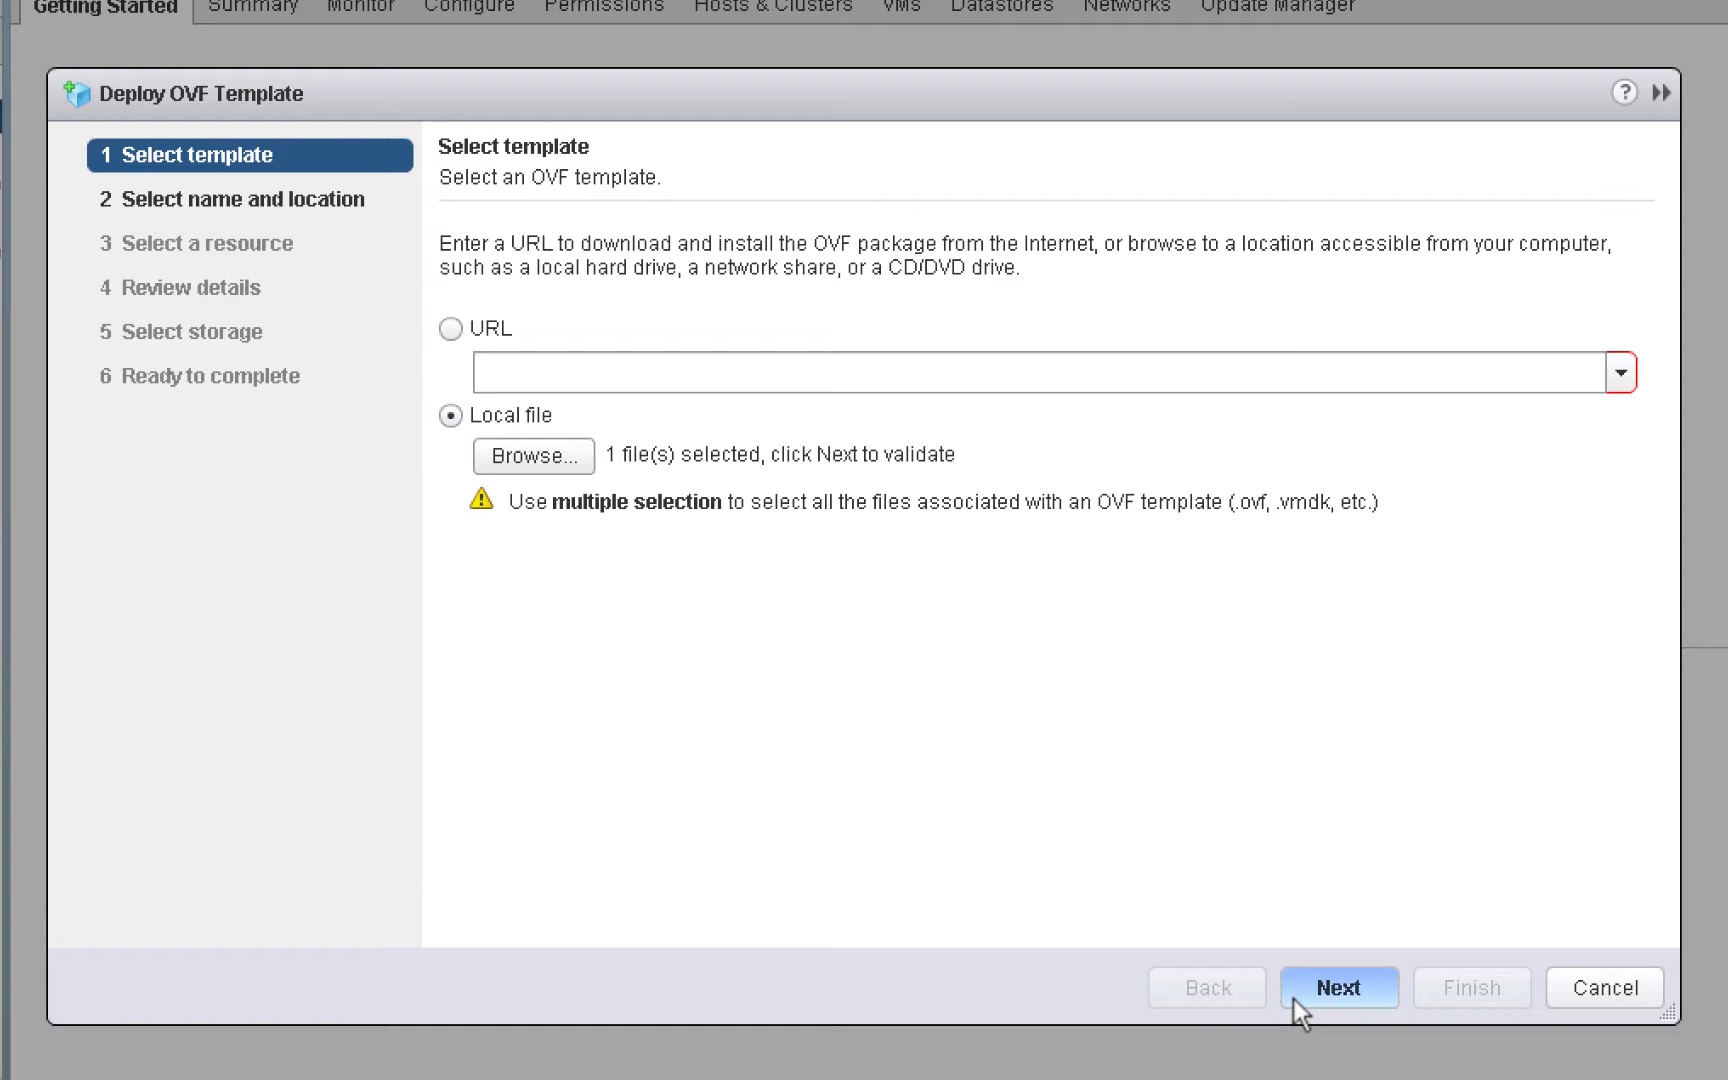 Getting Started Summary Monitor Configure Permissions Hosts & Clusters VMs Datastores Networks Update Manager
Deploy OVF Template
?
1 Select template
2 Select name and location
3 Select a resource
4 Review details
5 Select storage
6 Ready to complete
Select template
Select an OVF template.
Enter a URL to download and install the OVF package from the Internet, or browse to a location accessible from your computer,
such as a local hard drive, a network share, or a CD/DVD drive.
URL
Local file
Browse... 1 file(s) selected, click Next to validate
Use multiple selection to select all the files associated with an OVF template (.ovf, .vmdk, etc.)
Back Next Finish Cancel